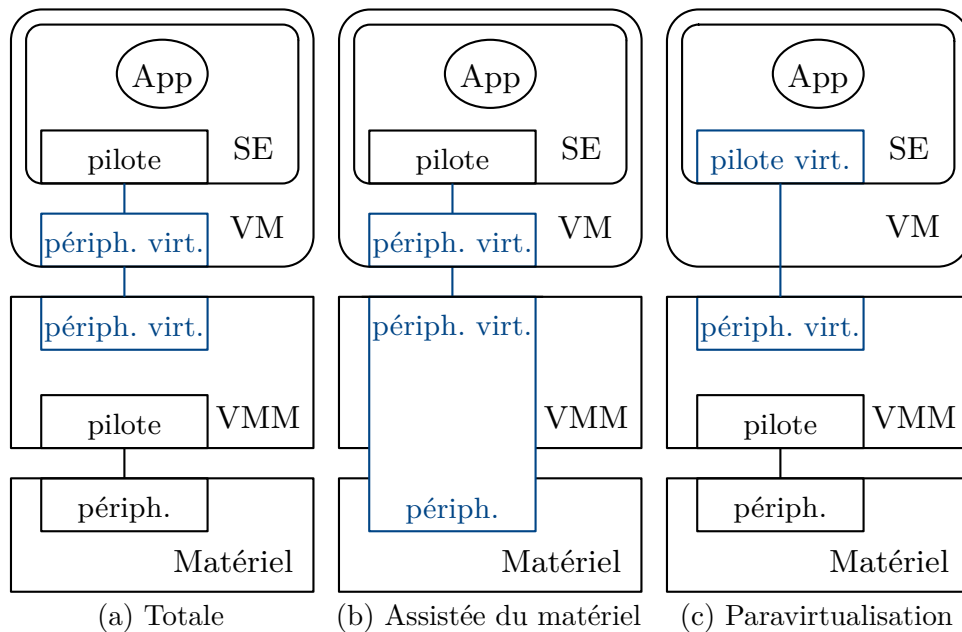 App
pilote
SE
périph. virt.
VM
périph. virt.
pilote
VMM
périph.
Matériel
(a) Totale
App
pilote
SE
périph. virt.
VM
périph. virt.
VMM
périph.
Matériel
(b) Assistée du matériel
App
pilote virt.
SE
VM
périph. virt.
pilote
VMM
périph.
Matériel
(c) Paravirtualisation